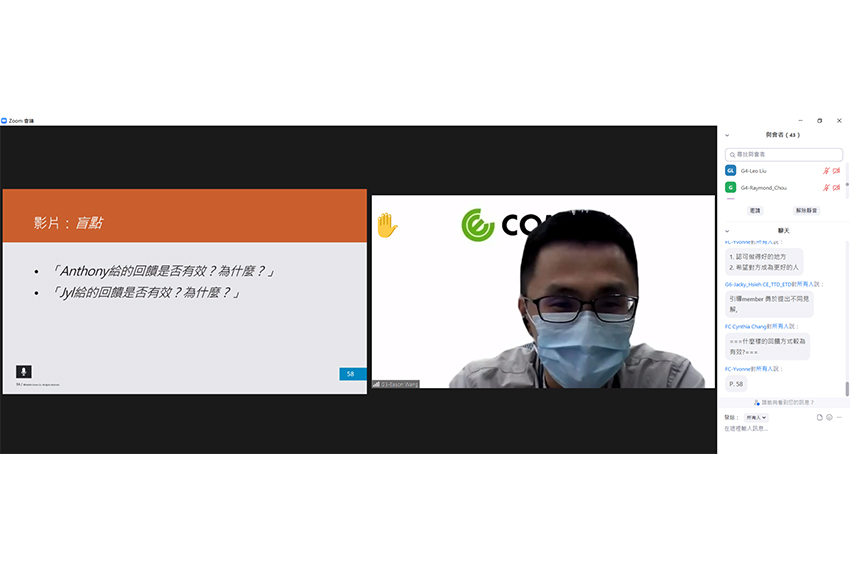 Zoom 會議
影片：盲點
• 「Anthony給的回饋是否有效？為什麼？」
• 「Jyl給的回饋是否有效？為什麼？」
58
CO
G3-Eason Wang
與會者 (43)
尋找與會者
GL G4-Leo Liu
G G4-Raymond_Chou
邀請 解除靜音
聊天
FC-Yvonne對所有人說：
1. 認可做得好的地方
2. 希望對方成為更好的人
G6-Jacky_Hsieh CE_TTD_ETD對所有人說：
引導member 勇於提出不同見
解,
FC Cynthia Chang對所有人說：
===什麼樣的回饋方式較為
有效?===
FC-Yvonne對所有人說：
P. 58
誰能夠看到您的訊息？
發給： 所有人
在這裡輸入訊息...